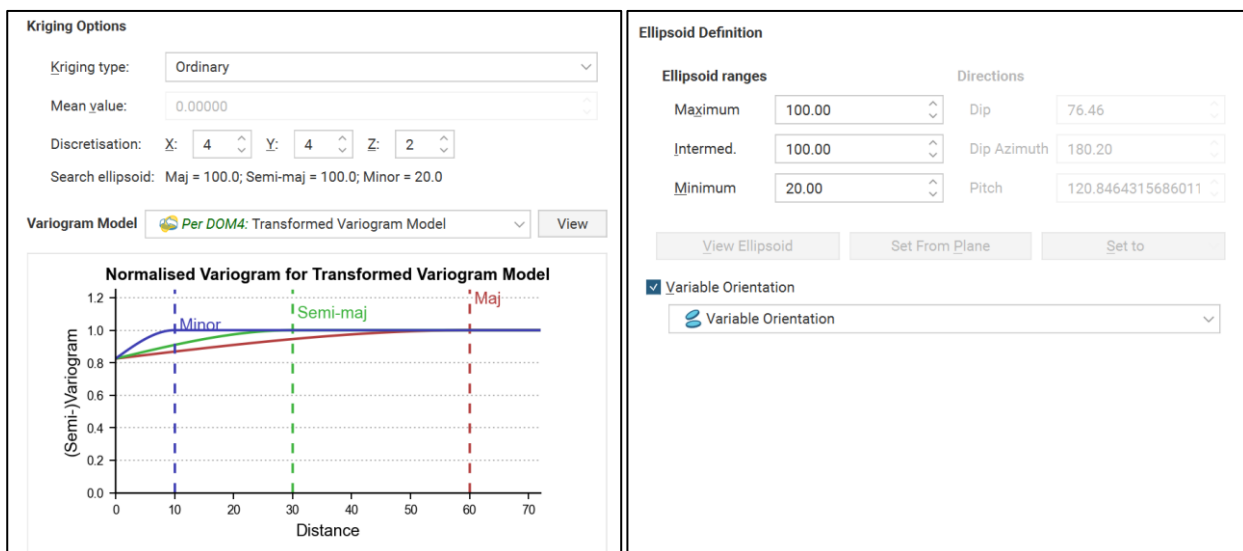 Kriging Options
Kriging type: Ordinary
Mean value: 0.00000
Discretisation: X: 4 Y: 4 Z: 2
Search ellipsoid: Maj = 100.0; Semi-maj = 100.0; Minor = 20.0
Variogram Model Per DOM4: Transformed Variogram Model View
Normalised Variogram for Transformed Variogram Model
Maj
Semi-maj
Minor
1.2
1.0
0.8
0.6
0.4
0.2
0.0
(Semi-)Variogram
0 10 20 30 40 50 60 70
Distance
Ellipsoid Definition
Ellipsoid ranges Directions
Maximum 100.00 Dip 76.46
Intermed. 100.00 Dip Azimuth 180.20
Minimum 20.00 Pitch 120.8464315686011
View Ellipsoid Set From Plane Set to
Variable Orientation
Variable Orientation